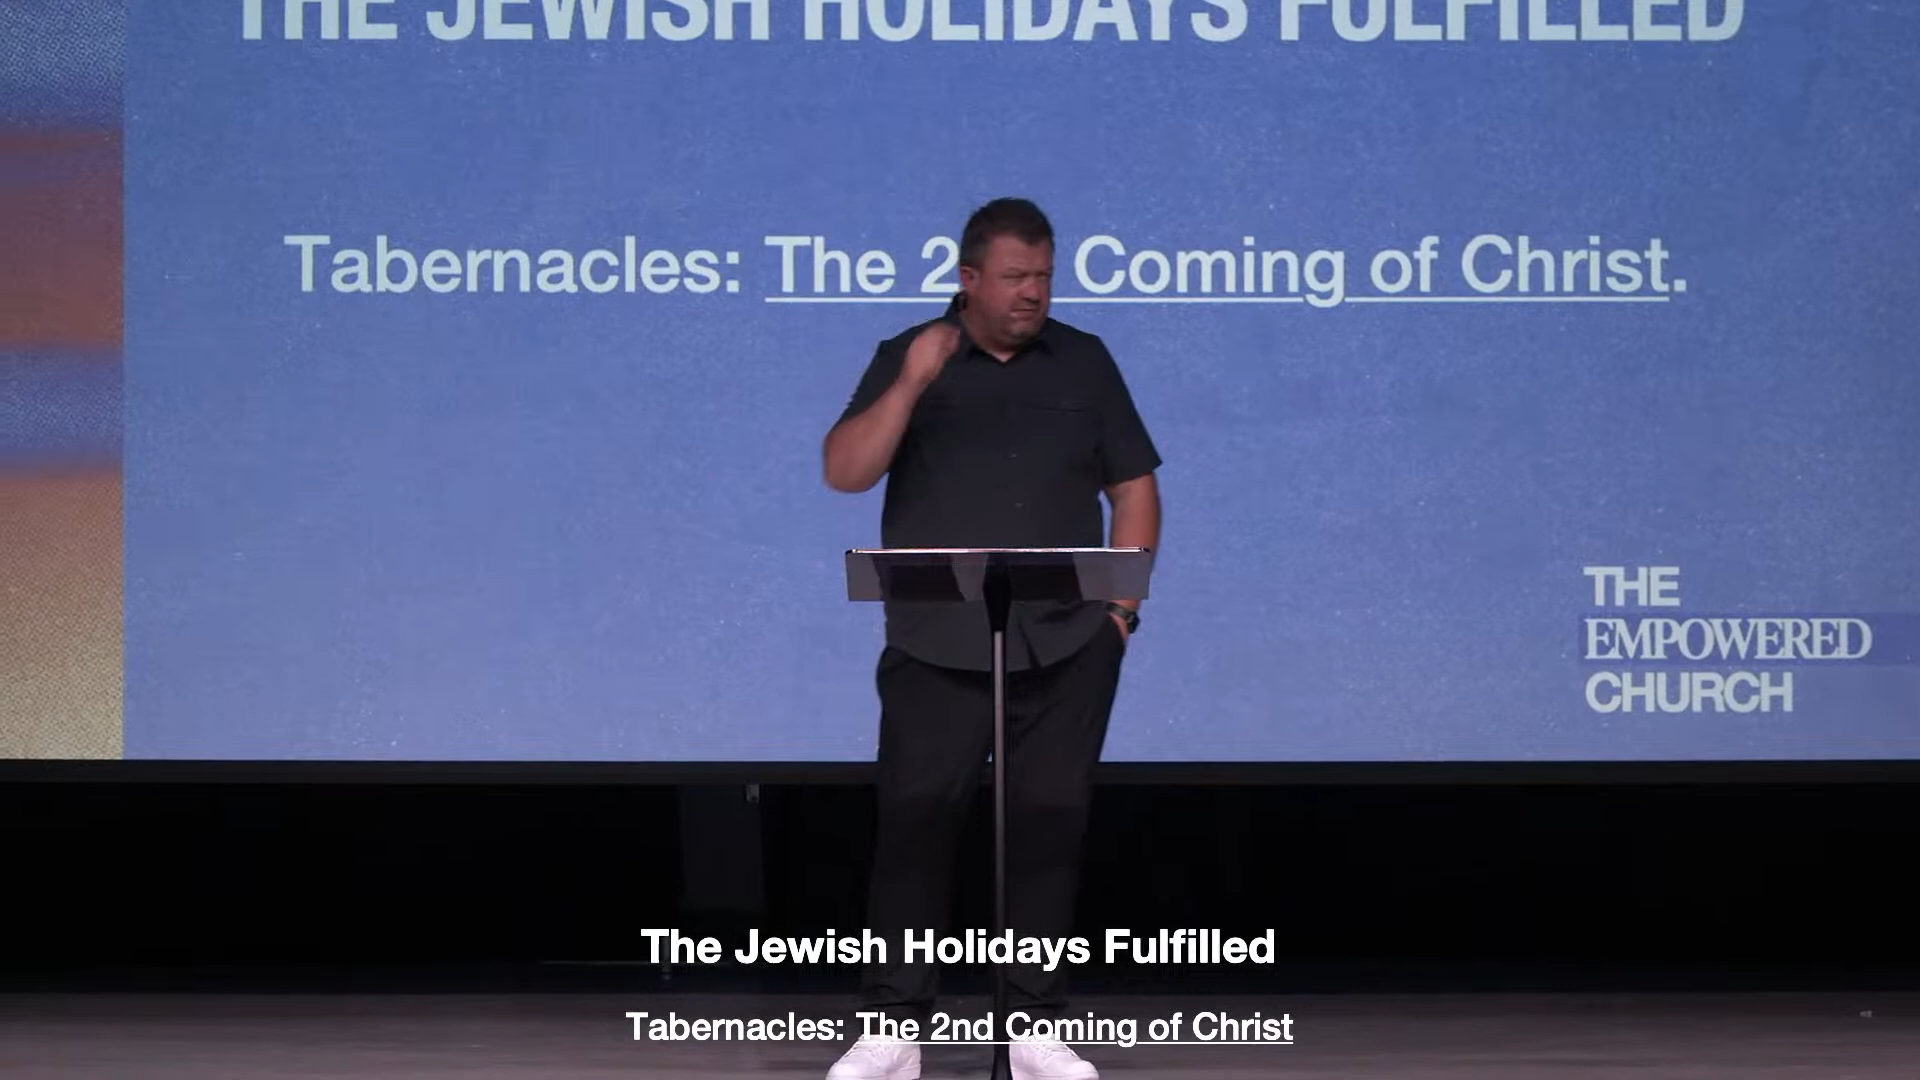 THE JEWISH HOLIDAYS FULFILLED
Tabernacles: The 2 Coming of Christ.
THE
EMPOWERED
CHURCH
The Jewish Holidays Fulfilled
Tabernacles: The 2nd Coming of Christ